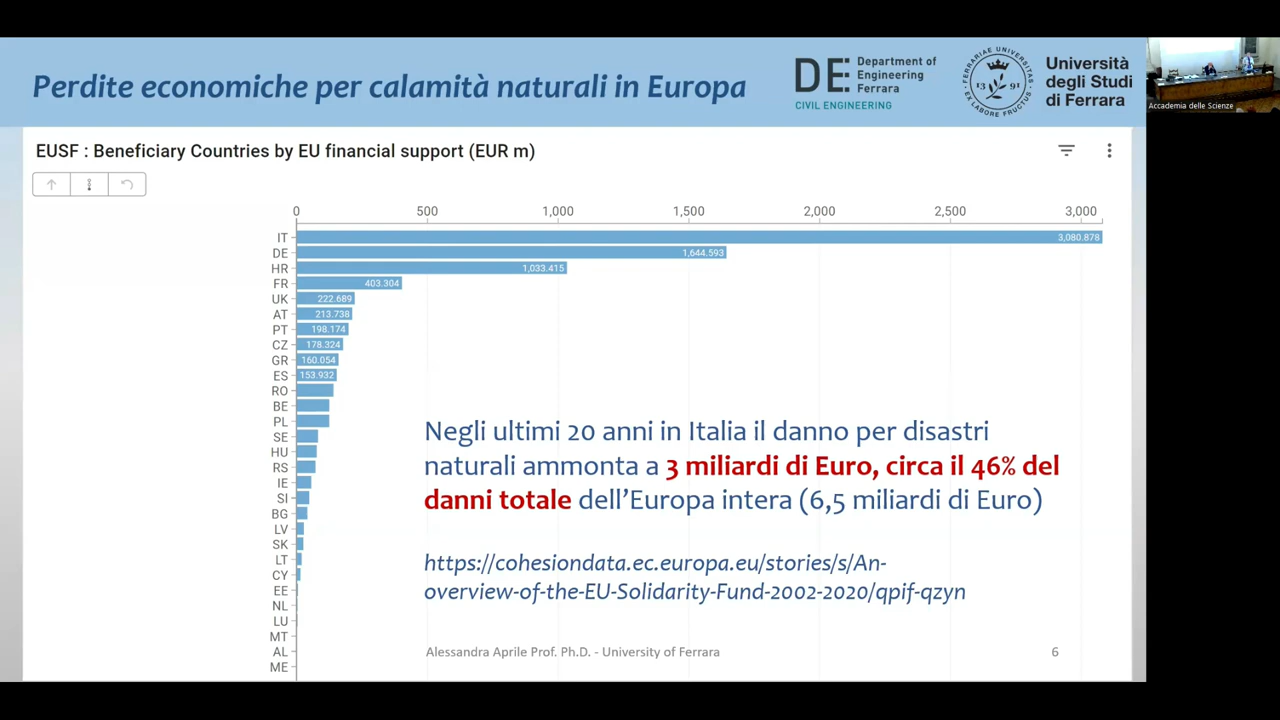 Perdite economiche per calamità naturali in Europa
DE
Department of
Engineering
Ferrara
CIVIL ENGINEERING
Università
degli Studi
di Ferrara
Accademia delle Scienze
EUSF : Beneficiary Countries by EU financial support (EUR m)
0 500 1,000 1,500 2,000 2,500 3,000
IT 3,080.878
DE 1,644.593
HR 1,033.415
FR 403.304
UK 222.689
AT 213.738
PT 198.174
CZ 178.324
GR 160.054
ES 153.932
RO
BE
PL
SE
HU
RS
IE
SI
BG
LV
SK
LT
CY
EE
NL
LU
MT
AL
ME
Negli ultimi 20 anni in Italia il danno per disastri
naturali ammonta a 3 miliardi di Euro, circa il 46% del
danni totale dell’Europa intera (6,5 miliardi di Euro)
https://cohesiondata.ec.europa.eu/stories/s/An-
overview-of-the-EU-Solidarity-Fund-2002-2020/qpif-qzyn
Alessandra Aprile Prof. Ph.D. - University of Ferrara
6